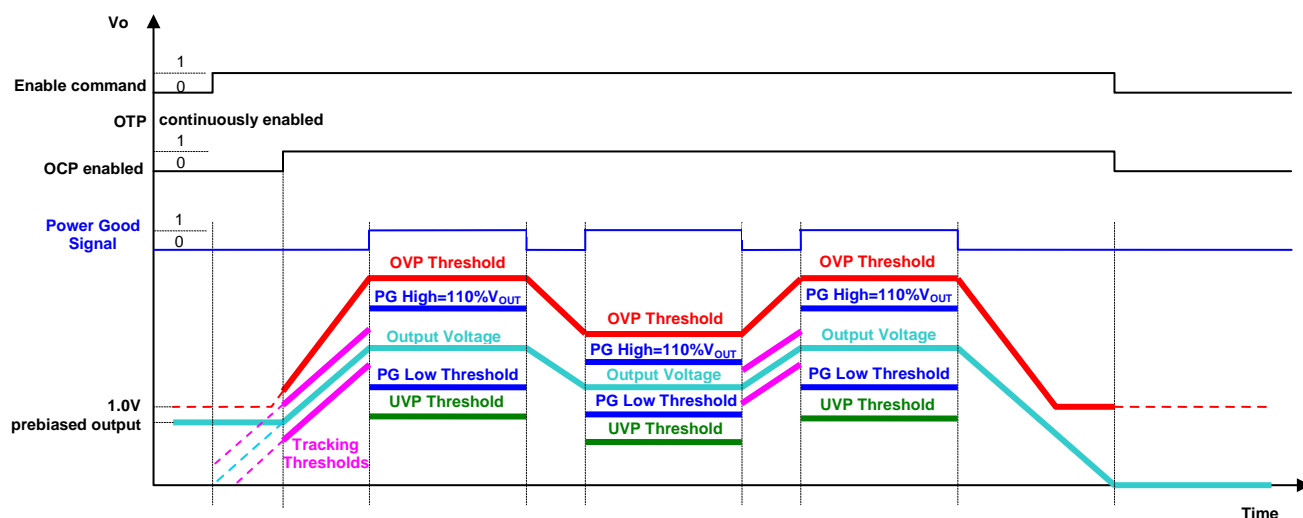 Vo
1
Enable command
0
OTP continuously enabled
1
OCP enabled
0
Power Good
Signal
1
0
OVP Threshold
OVP Threshold
PG High=110%VOUT
PG High=110%VOUT
OVP Threshold
Output Voltage
PG High=110%VOUT
Output Voltage
PG Low Threshold
Output Voltage
PG Low Threshold
UVP Threshold
PG Low Threshold
UVP Threshold
1.0V
prebiased output
UVP Threshold
Tracking
Thresholds
Time